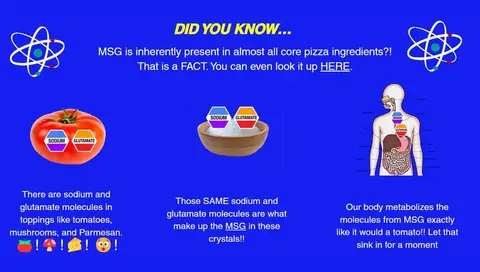 DID YOU KNOW...
MSG is inherently present in almost all core pizza ingredients?!
That is a FACT. You can even look it up HERE.
SODIUM GLUTAMATE
SODIUM GLUTAMATE
SODIUM
GLUTAMATE
There are sodium and
glutamate molecules in
toppings like tomatoes,
mushrooms, and Parmesan.
🍅! 🍄! 🧀! 😲!
Those SAME sodium and
glutamate molecules are what
make up the MSG in these
crystals!!
Our body metabolizes the
molecules from MSG exactly
like it would a tomato!! Let that
sink in for a moment